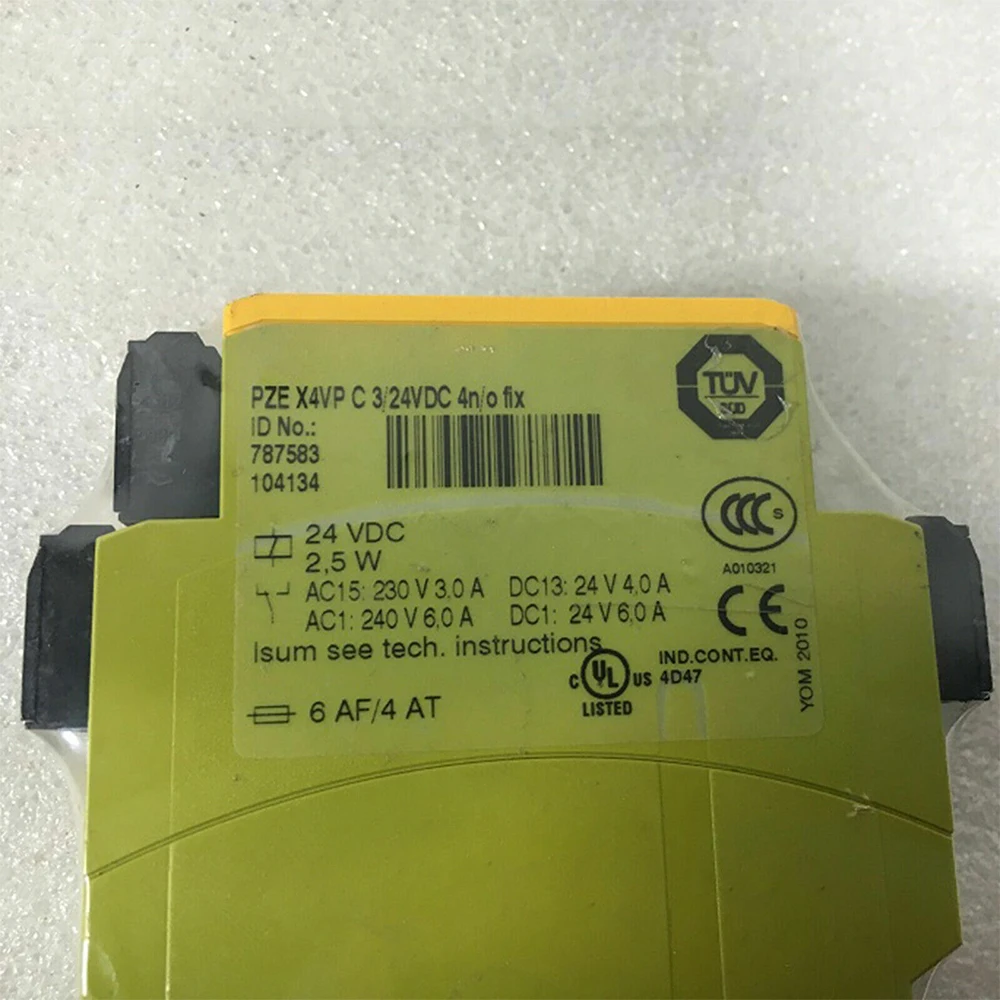 PZE X4VP C 3/24VDC 4n/o fix
ID No.:
787583
104134
TÜV
CCC S
A010321
24 VDC
2,5 W
AC15: 230 V 3,0 A DC13: 24 V 4,0 A
AC1: 240 V 6,0 A DC1: 24 V 6,0 A
CE
Isum see tech. instructions
C UL US
LISTED
IND.CONT.EQ.
4D47
6 AF/4 AT
YOM 2010